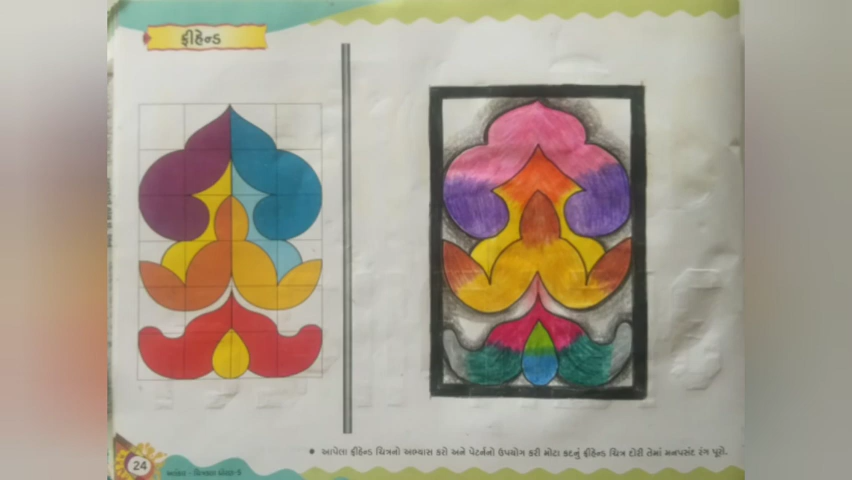 ફ્રીહેન્ડ
• આપેલા ફ્રીહેન્ડ ચિત્રનો અભ્યાસ કરો અને પેટર્નનો ઉપયોગ કરી મોટા કદનું ફ્રીહેન્ડ ચિત્ર દોરી તેમાં મનપસંદ રંગ પૂરો.
24